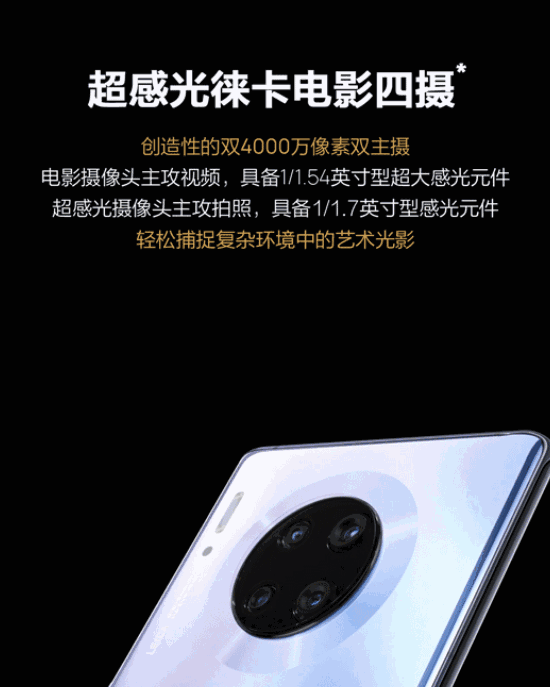 超感光徕卡电影四摄*
创造性的双4000万像素双主摄
电影摄像头主攻视频，具备1/1.54英寸型超大感光元件
超感光摄像头主攻拍照，具备1/1.7英寸型感光元件
轻松捕捉复杂环境中的艺术光影